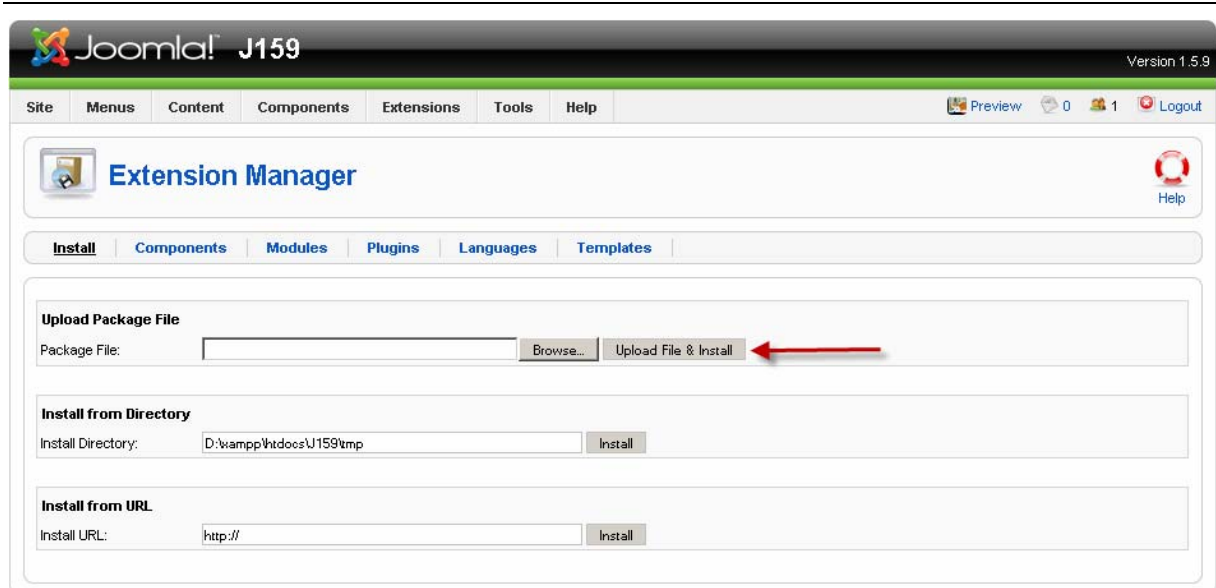 Joomla! J159
Version 1.5.9
Site Menus Content Components Extensions Tools Help Preview 0 1 Logout
Extension Manager
Help
Install Components Modules Plugins Languages Templates
Upload Package File
Package File: Browse... Upload File & Install
Install from Directory
Install Directory: D:\xampp\htdocs\J159\tmp Install
Install from URL
Install URL: http:// Install